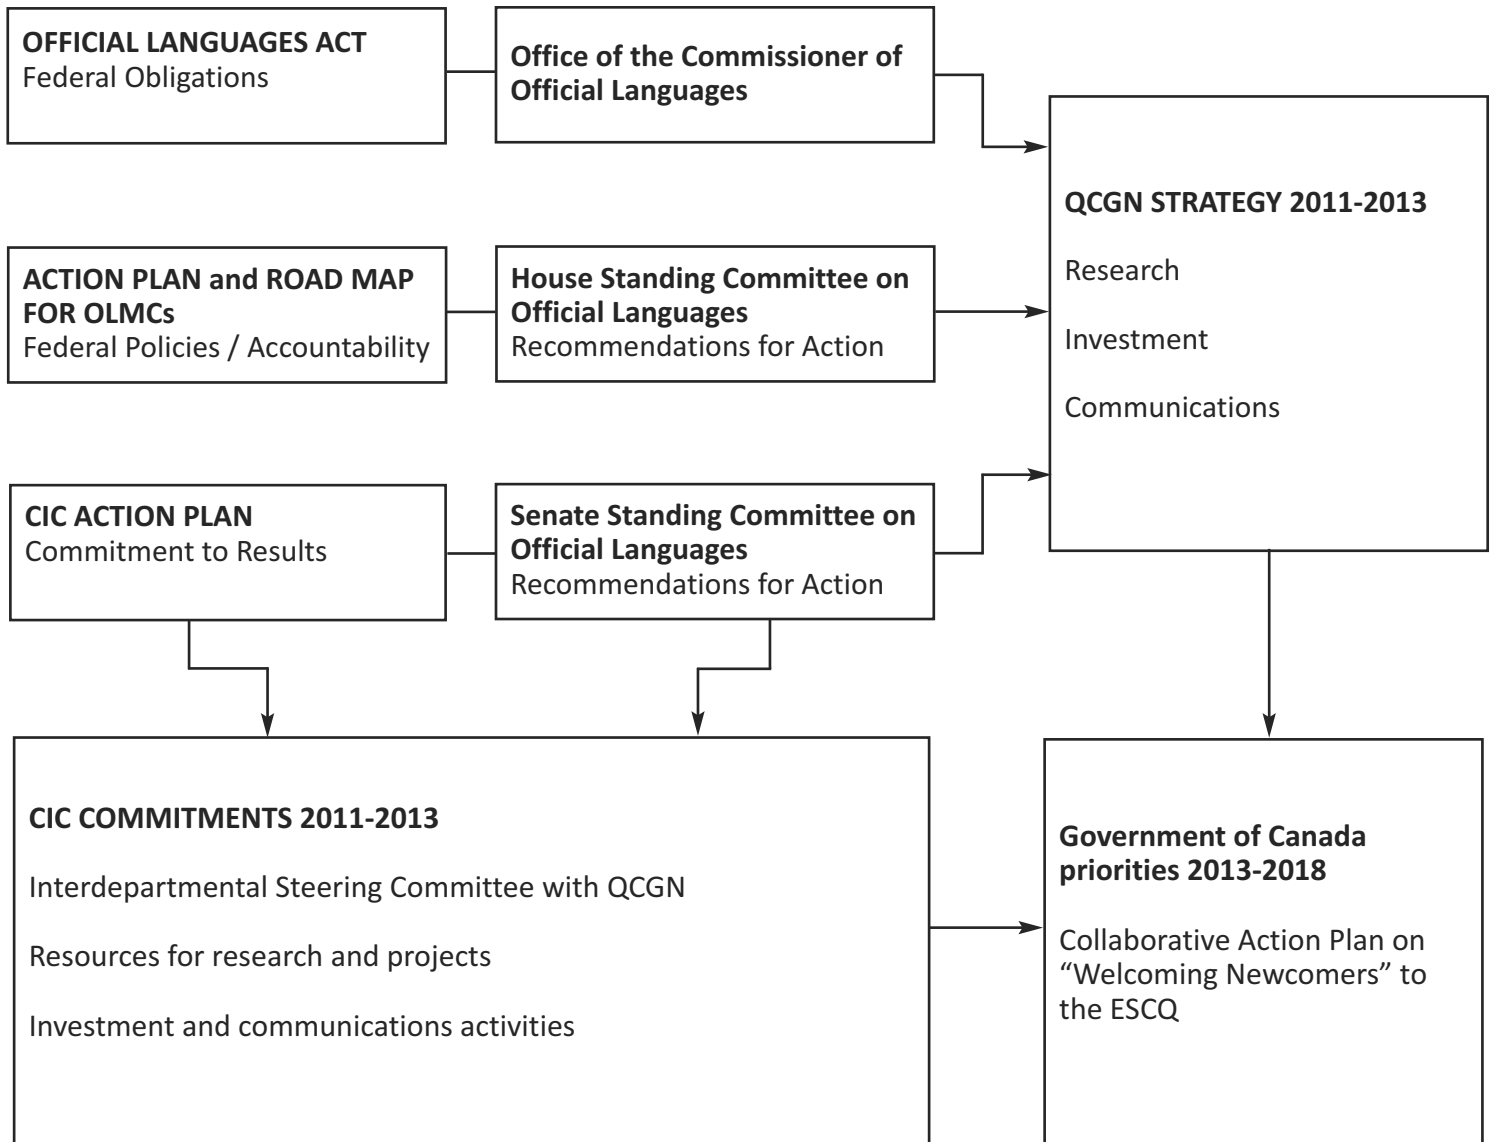 OFFICIAL LANGUAGES ACT
Federal Obligations
Office of the Commissioner of
Official Languages
QCGN STRATEGY 2011-2013
Research
Investment
Communications
ACTION PLAN and ROAD MAP
FOR OLMCs
Federal Policies / Accountability
House Standing Committee on
Official Languages
Recommendations for Action
CIC ACTION PLAN
Commitment to Results
Senate Standing Committee on
Official Languages
Recommendations for Action
CIC COMMITMENTS 2011-2013
Interdepartmental Steering Committee with QCGN
Resources for research and projects
Investment and communications activities
Government of Canada
priorities 2013-2018
Collaborative Action Plan on
“Welcoming Newcomers” to
the ESCQ